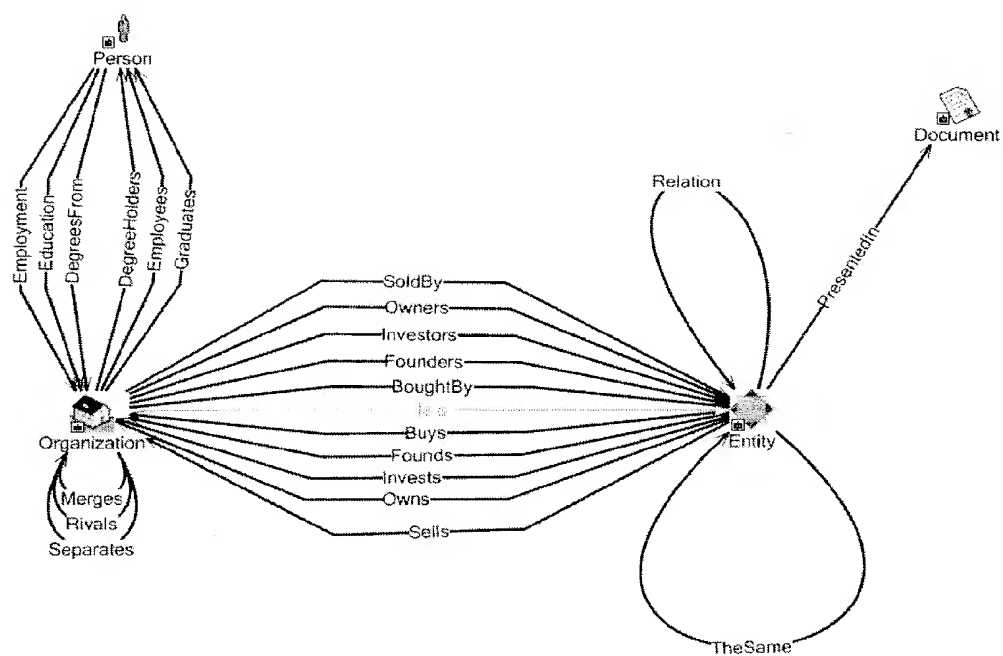 Person
Document
Relation
Employment
Education
DegreesFrom
DegreeHolders
Employees
Graduates
PresentedIn
SoldBy
Owners
Investors
Founders
BoughtBy
Is a
Buys
Organization
Entity
Founds
Invests
Owns
Merges
Rivals
Sells
Separates
TheSame